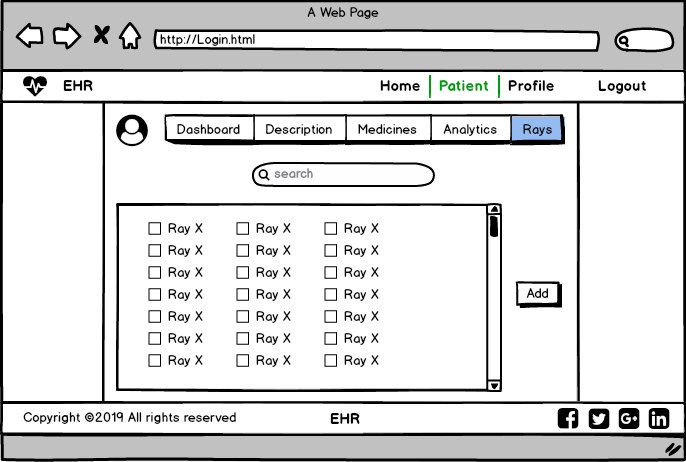 A Web Page
http://Login.html
EHR Home Patient Profile Logout
Dashboard Description Medicines Analytics Rays
search
Ray X Ray X Ray X
Ray X Ray X Ray X
Ray X Ray X Ray X
Ray X Ray X Ray X
Ray X Ray X Ray X
Ray X Ray X Ray X
Ray X Ray X Ray X
Add
Copyright ©2019 All rights reserved EHR